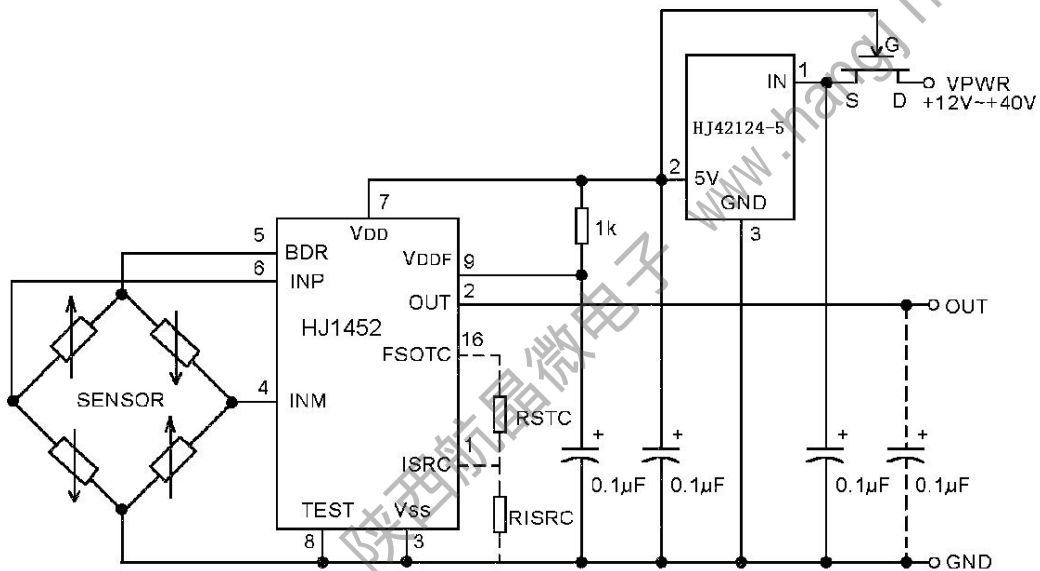 G
1
IN
VPWR
S
D
+12V~+40V
HJ42124-5
2
5V
GND
3
7
VDD
1k
5
BDR
VDDF
9
6
INP
OUT
2
OUT
HJ1452
FSOTC
16
SENSOR
4
INM
RSTC
ISRC
1
+
+
+
+
0.1μF
0.1μF
0.1μF
0.1μF
TEST
VSS
RISRC
8
3
GND
陕西航晶微电子 www.hangjn